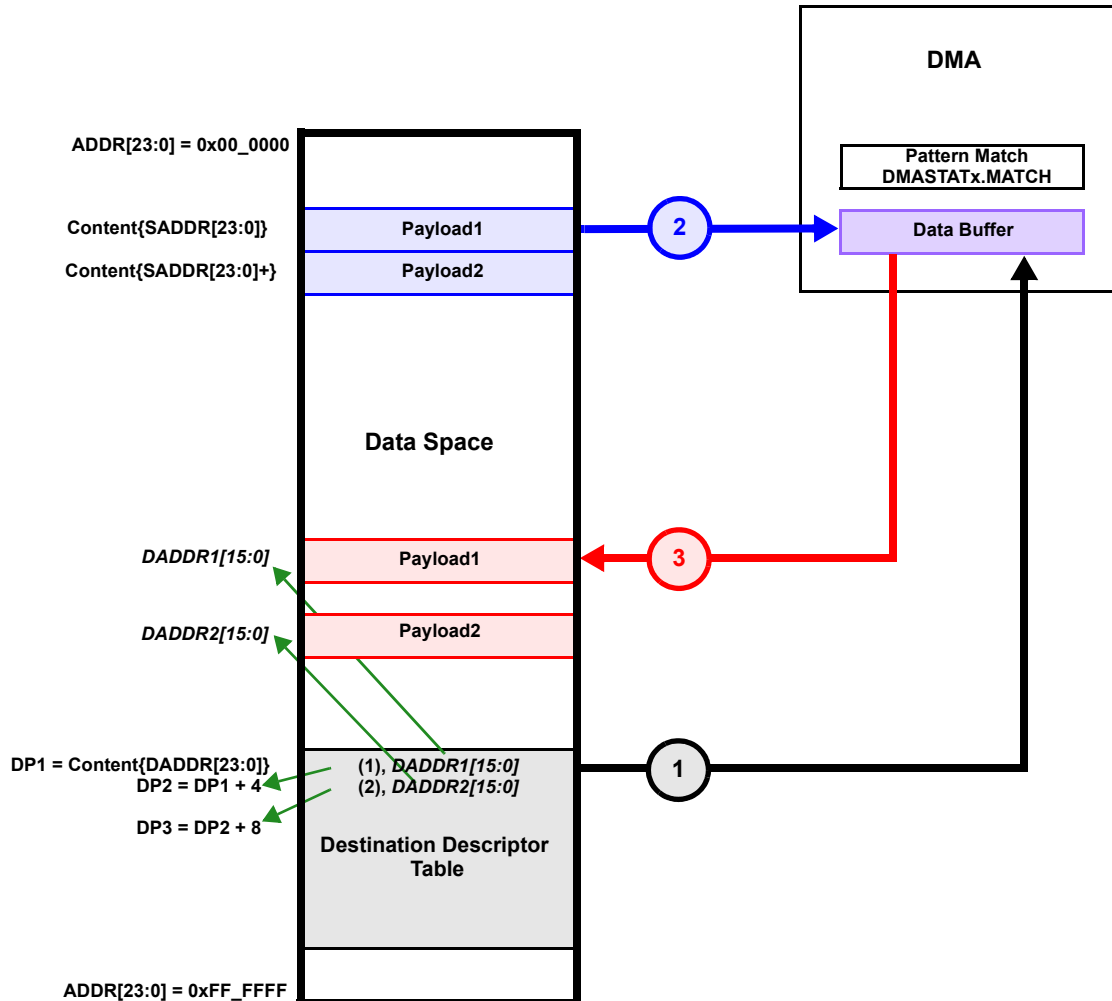 DMA
ADDR[23:0] = 0x00_0000
Pattern Match
DMASTATx.MATCH
Content{SADDR[23:0]}
Payload1
2
Data Buffer
Content{SADDR[23:0]+}
Payload2
Data Space
DADDR1[15:0]
Payload1
3
DADDR2[15:0]
Payload2
DP1 = Content{DADDR[23:0]}
(1), DADDR1[15:0]
1
DP2 = DP1 + 4
(2), DADDR2[15:0]
DP3 = DP2 + 8
Destination Descriptor
Table
ADDR[23:0] = 0xFF_FFFF